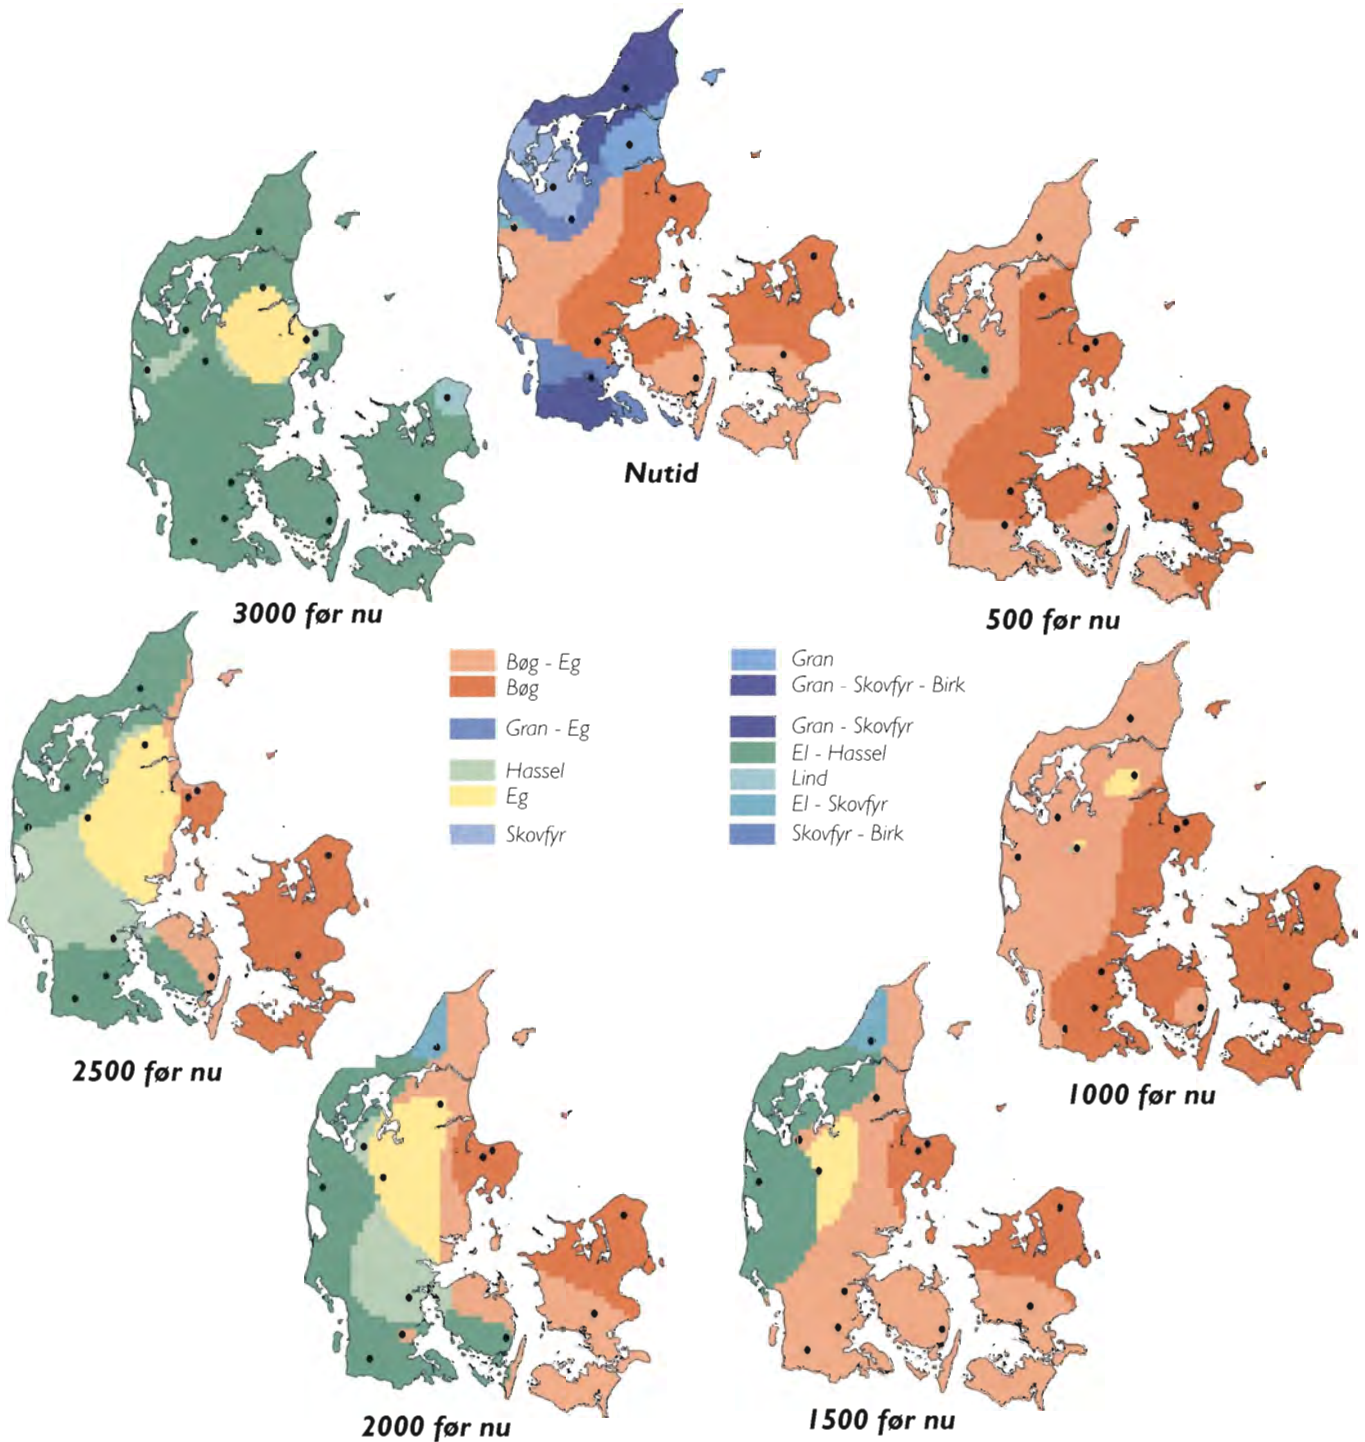 Nutid
3000 før nu
500 før nu
Bøg - Eg
Bøg
Gran - Eg
Hassel
Eg
Skovfyr
Gran
Gran - Skovfyr - Birk
Gran - Skovfyr
El - Hassel
Lind
El - Skovfyr
Skovfyr - Birk
2500 før nu
1000 før nu
2000 før nu
1500 før nu